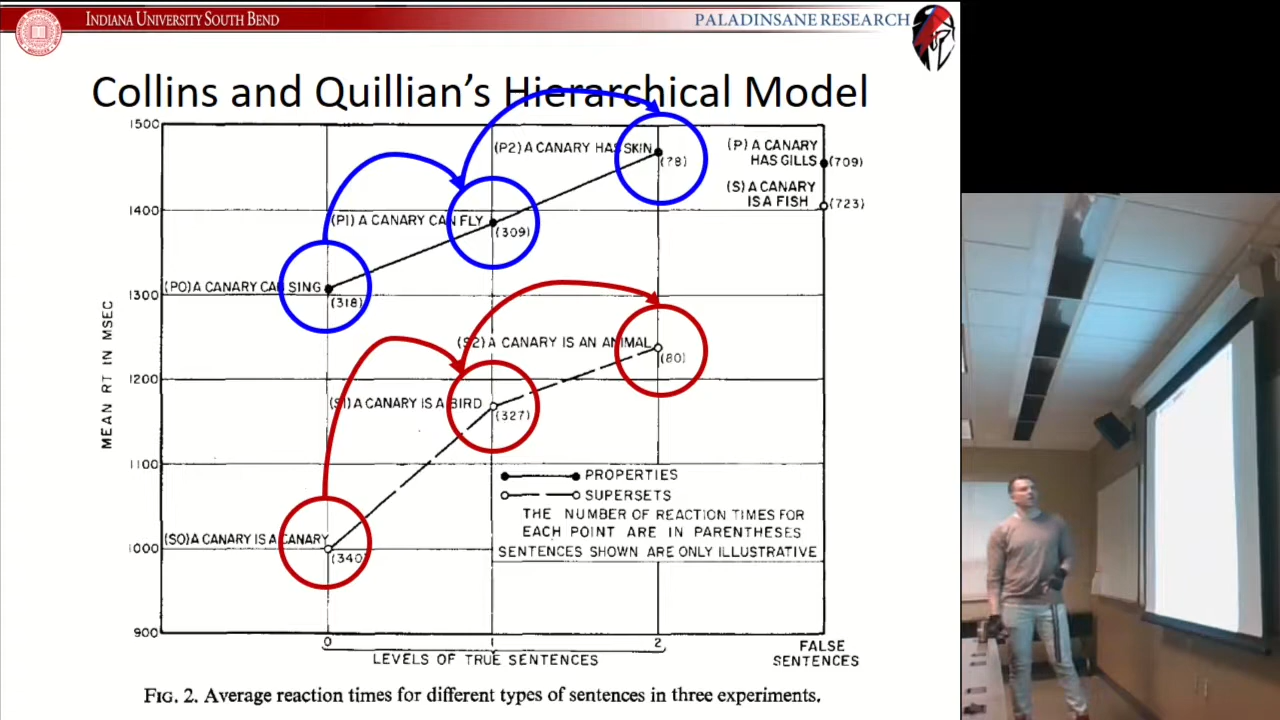 INDIANA UNIVERSITY SOUTH BEND
PALADINSANE RESEARCH
Collins and Quillian's Hierarchical Model
1500
1400
1300
1200
1100
1000
900
MEAN RT IN MSEC
(P2) A CANARY HAS SKIN
(78)
(P) A CANARY
HAS GILLS
(709)
(S) A CANARY
IS A FISH
(723)
(P1) A CANARY CAN FLY
(309)
(P0) A CANARY CAN SING
(318)
(S2) A CANARY IS AN ANIMAL
(80)
(S1) A CANARY IS A BIRD
(327)
(S0) A CANARY IS A CANARY
(340)
PROPERTIES
SUPERSETS
THE NUMBER OF REACTION TIMES FOR
EACH POINT ARE IN PARENTHESES
SENTENCES SHOWN ARE ONLY ILLUSTRATIVE
0 1 2
LEVELS OF TRUE SENTENCES
FALSE
SENTENCES
FIG. 2. Average reaction times for different types of sentences in three experiments.